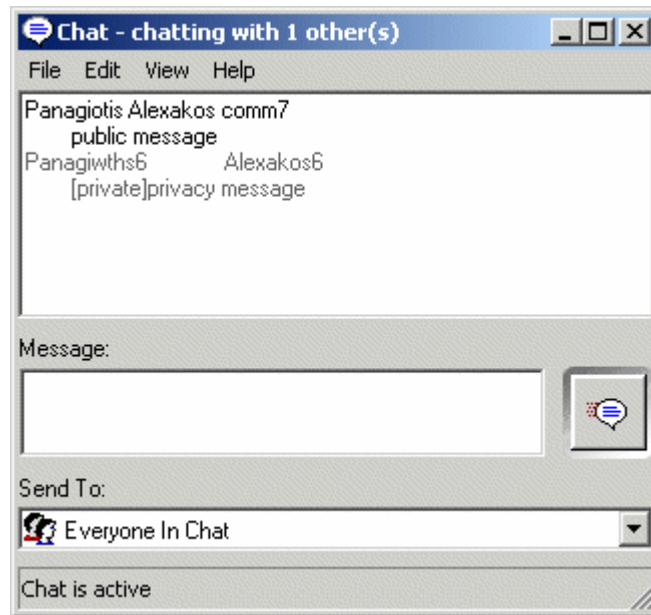 Chat - chatting with 1 other(s)
File Edit View Help
Panagiotis Alexakos comm7
public message
Panagiwths6 Alexakos6
[private]privacy message
Message:
Send To:
Everyone In Chat
Chat is active